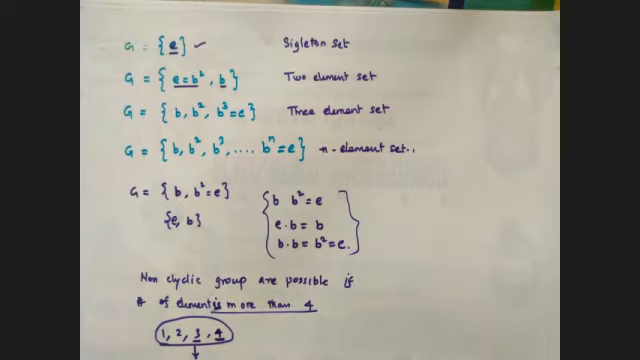 G = { e } ✓ Sigleton set
G = { e = b², b } Two element set
G = { b, b², b³ = e } Three element set
G = { b, b², b³, .... bⁿ = e } n-element set..
G = { b, b² = e }
{e, b}
b b² = e
e·b = b
b·b = b² = e.
Non cyclic group are possible if
# of element is more than 4
1, 2, 3, 4